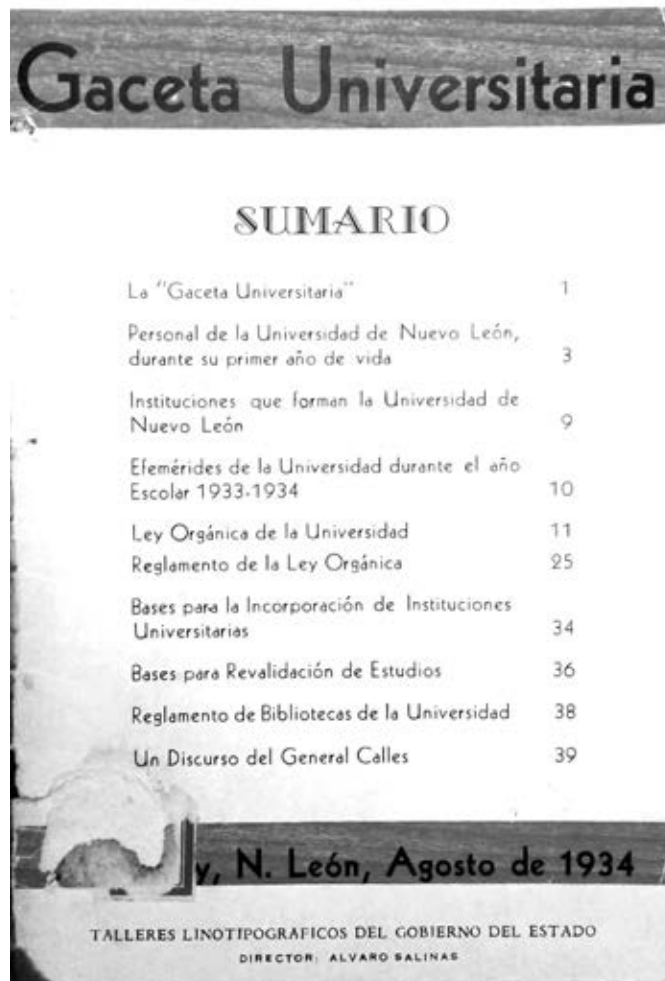 Gaceta Universitaria
SUMARIO
La "Gaceta Universitaria" 1
Personal de la Universidad de Nuevo León,
durante su primer año de vida 3
Instituciones que forman la Universidad de
Nuevo León 9
Efemérides de la Universidad durante el año
Escolar 1933-1934 10
Ley Orgánica de la Universidad 11
Reglamento de la Ley Orgánica 25
Bases para la Incorporación de Instituciones
Universitarias 34
Bases para Revalidación de Estudios 36
Reglamento de Bibliotecas de la Universidad 38
Un Discurso del General Calles 39
y, N. León, Agosto de 1934
TALLERES LINOTIPOGRAFICOS DEL GOBIERNO DEL ESTADO
DIRECTOR: ALVARO SALINAS